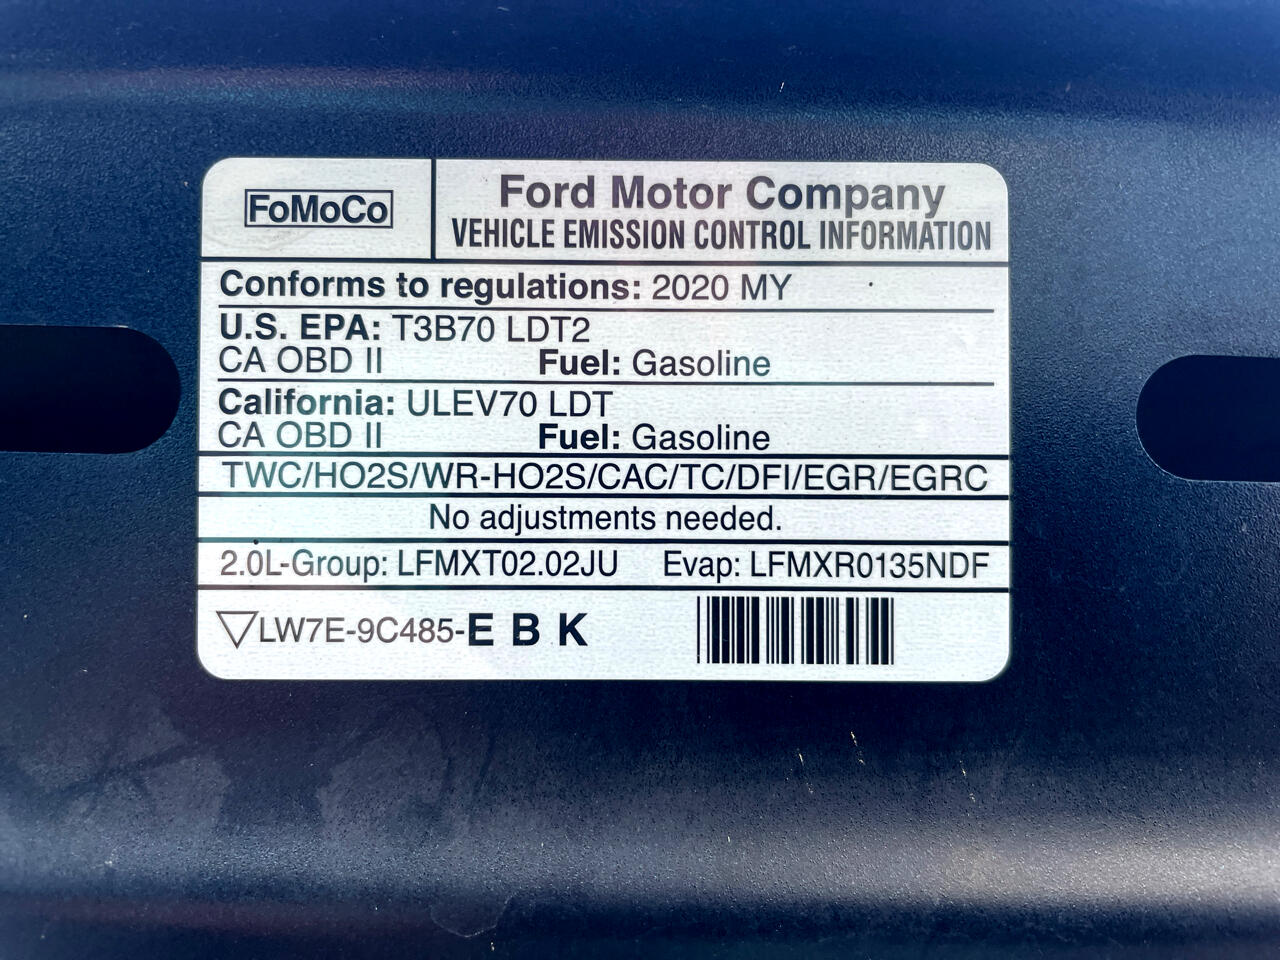 FoMoCo
Ford Motor Company
VEHICLE EMISSION CONTROL INFORMATION
Conforms to regulations: 2020 MY
U.S. EPA: T3B70 LDT2
CA OBD II Fuel: Gasoline
California: ULEV70 LDT
CA OBD II Fuel: Gasoline
TWC/HO2S/WR-HO2S/CAC/TC/DFI/EGR/EGRC
No adjustments needed.
2.0L-Group: LFMXT02.02JU Evap: LFMXR0135NDF
LW7E-9C485-E B K